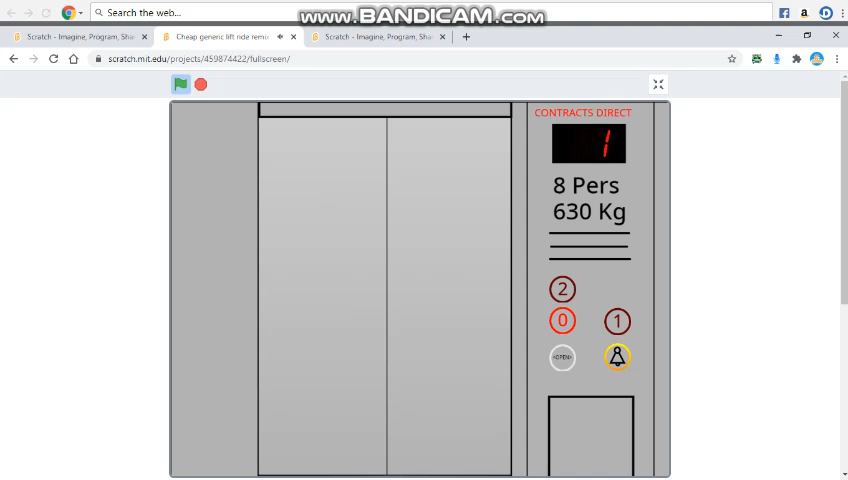 Search the web...
www.BANDICAM.com
Scratch - Imagine, Program, Sha
Cheap generic lift ride remix
Scratch - Imagine, Program, Sha
scratch.mit.edu/projects/459874422/fullscreen/
CONTRACTS DIRECT
1
8 Pers
630 Kg
2
0
1
<OPEN>